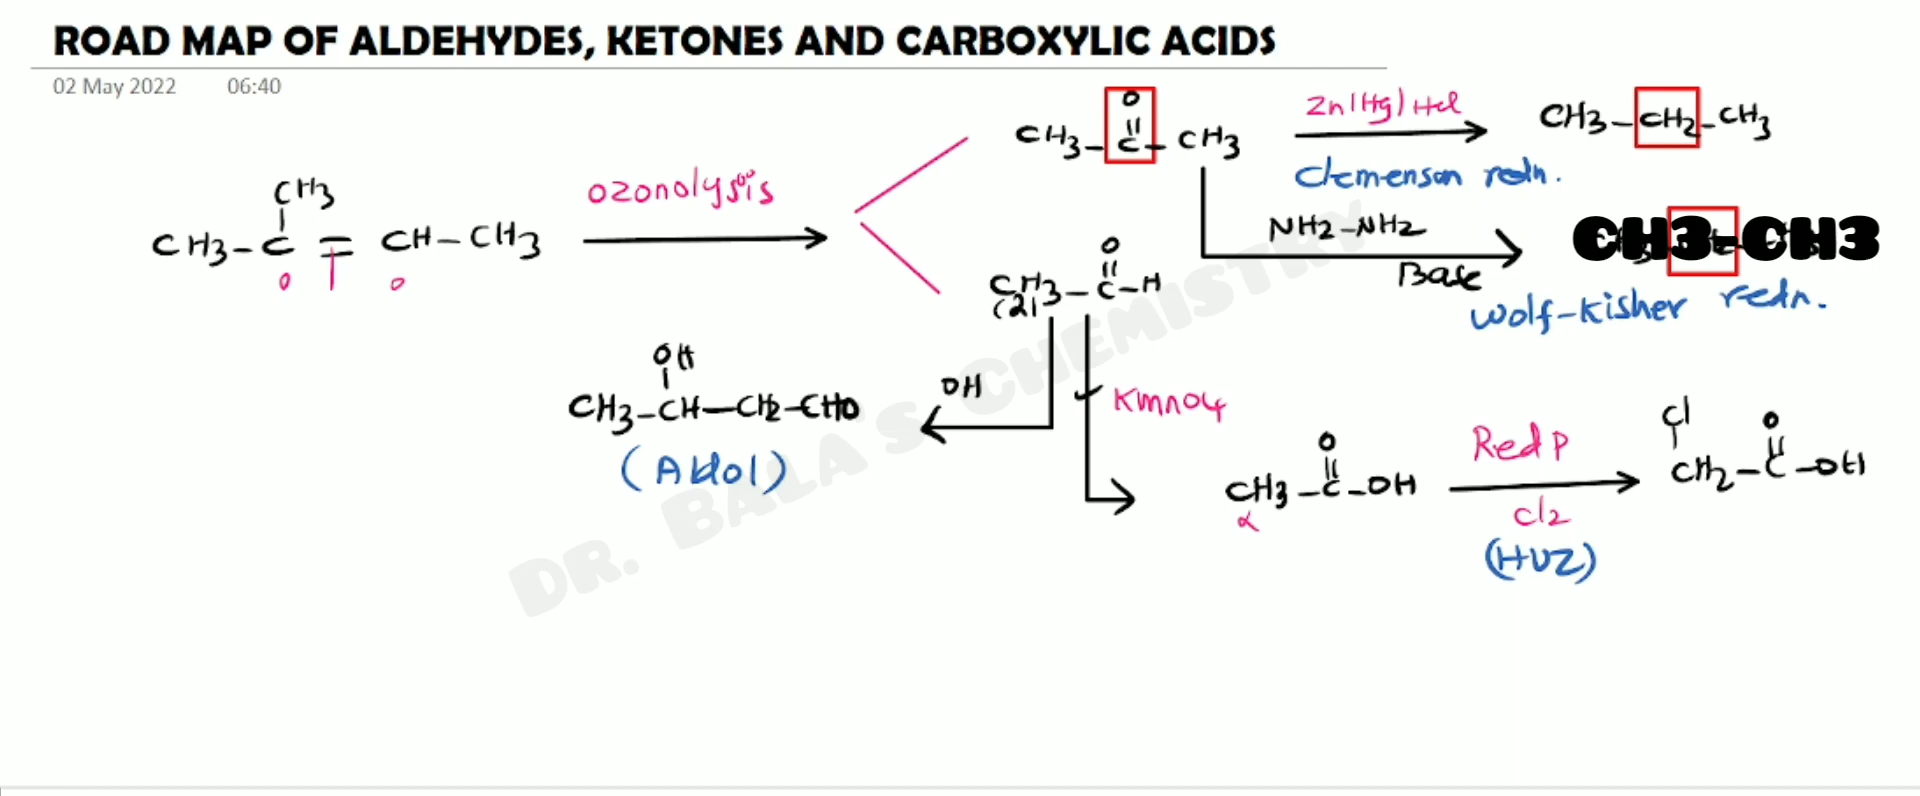 ROAD MAP OF ALDEHYDES, KETONES AND CARBOXYLIC ACIDS
02 May 2022 06:40
O
CH3-C-CH3
Zn/Hg/Hcl
CH3-CH2-CH3
Clemenson redn.
CH3
CH3-C=CH-CH3
O O
ozonolysis
NH2-NH2
Base
CH3-CH3
Wolf-Kisher redn.
O
CH3-C-H
(2)
OH
CH3-CH-CH2-CHO
(Aldol)
OH
KMnO4
O
CH3-C-OH
α
Red P
Cl2
(HVZ)
Cl O
CH2-C-OH
DR. BALA'S CHEMISTRY